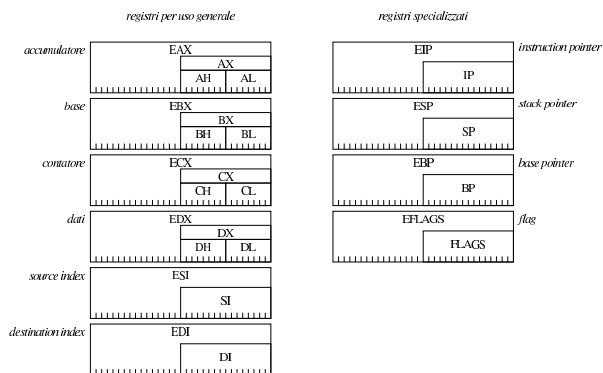 registri per uso generale
registri specializzati
accumulatore
EAX
AX
AH
AL
EIP
IP
instruction pointer
base
EBX
BX
BH
BL
ESP
SP
stack pointer
contatore
ECX
CX
CH
CL
EBP
BP
base pointer
dati
EDX
DX
DH
DL
EFLAGS
FLAGS
flag
source index
ESI
SI
destination index
EDI
DI